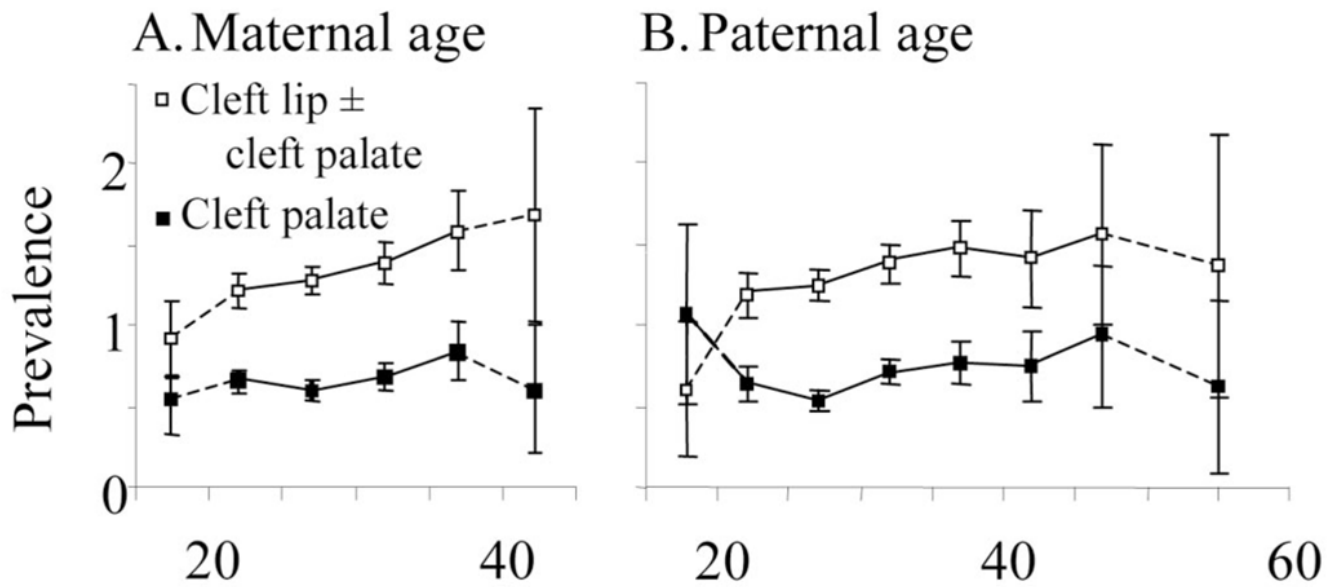 A. Maternal age
B. Paternal age
Cleft lip ±
cleft palate
Cleft palate
Prevalence
2
1
0
20
40
20
40
60